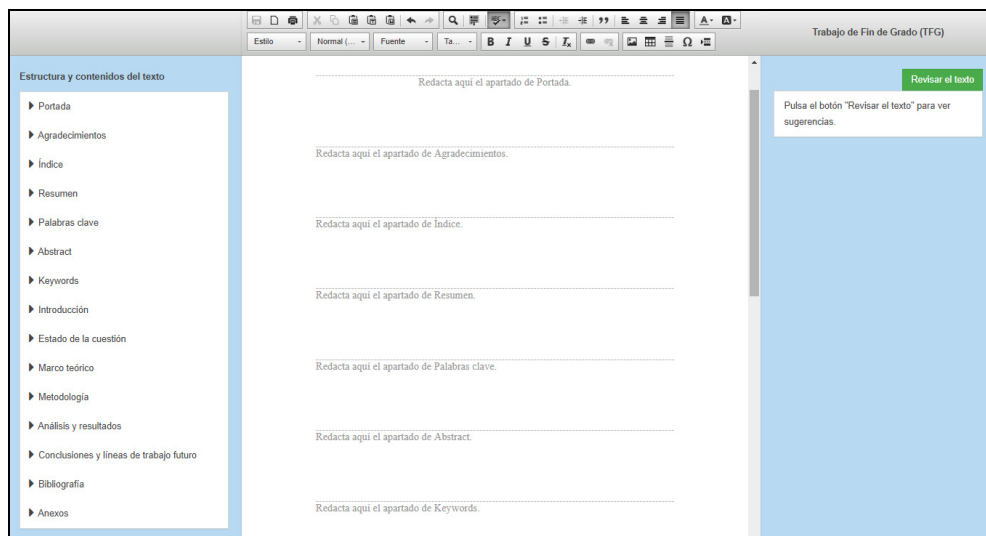 Estilo
Normal (...
Fuente
Ta...
B I U S Ix
A
A
Ω
Trabajo de Fin de Grado (TFG)
Estructura y contenidos del texto
Portada
Agradecimientos
Índice
Resumen
Palabras clave
Abstract
Keywords
Introducción
Estado de la cuestión
Marco teórico
Metodología
Análisis y resultados
Conclusiones y líneas de trabajo futuro
Bibliografía
Anexos
Redacta aquí el apartado de Portada.
Redacta aquí el apartado de Agradecimientos.
Redacta aquí el apartado de Índice.
Redacta aquí el apartado de Resumen.
Redacta aquí el apartado de Palabras clave.
Redacta aquí el apartado de Abstract.
Redacta aquí el apartado de Keywords.
Revisar el texto
Pulsa el botón "Revisar el texto" para ver
sugerencias.